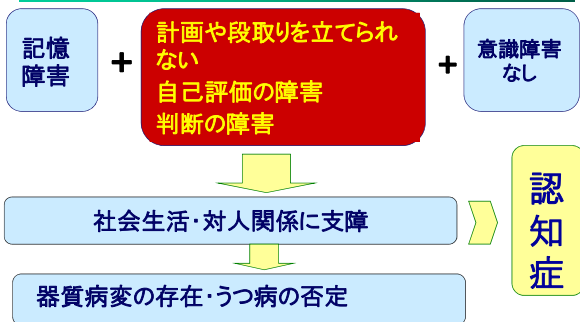 記憶
障害
+
計画や段取りを立てられ
ない
自己評価の障害
判断の障害
+
意識障害
なし
社会生活・対人関係に支障
認
知
症
器質病変の存在・うつ病の否定